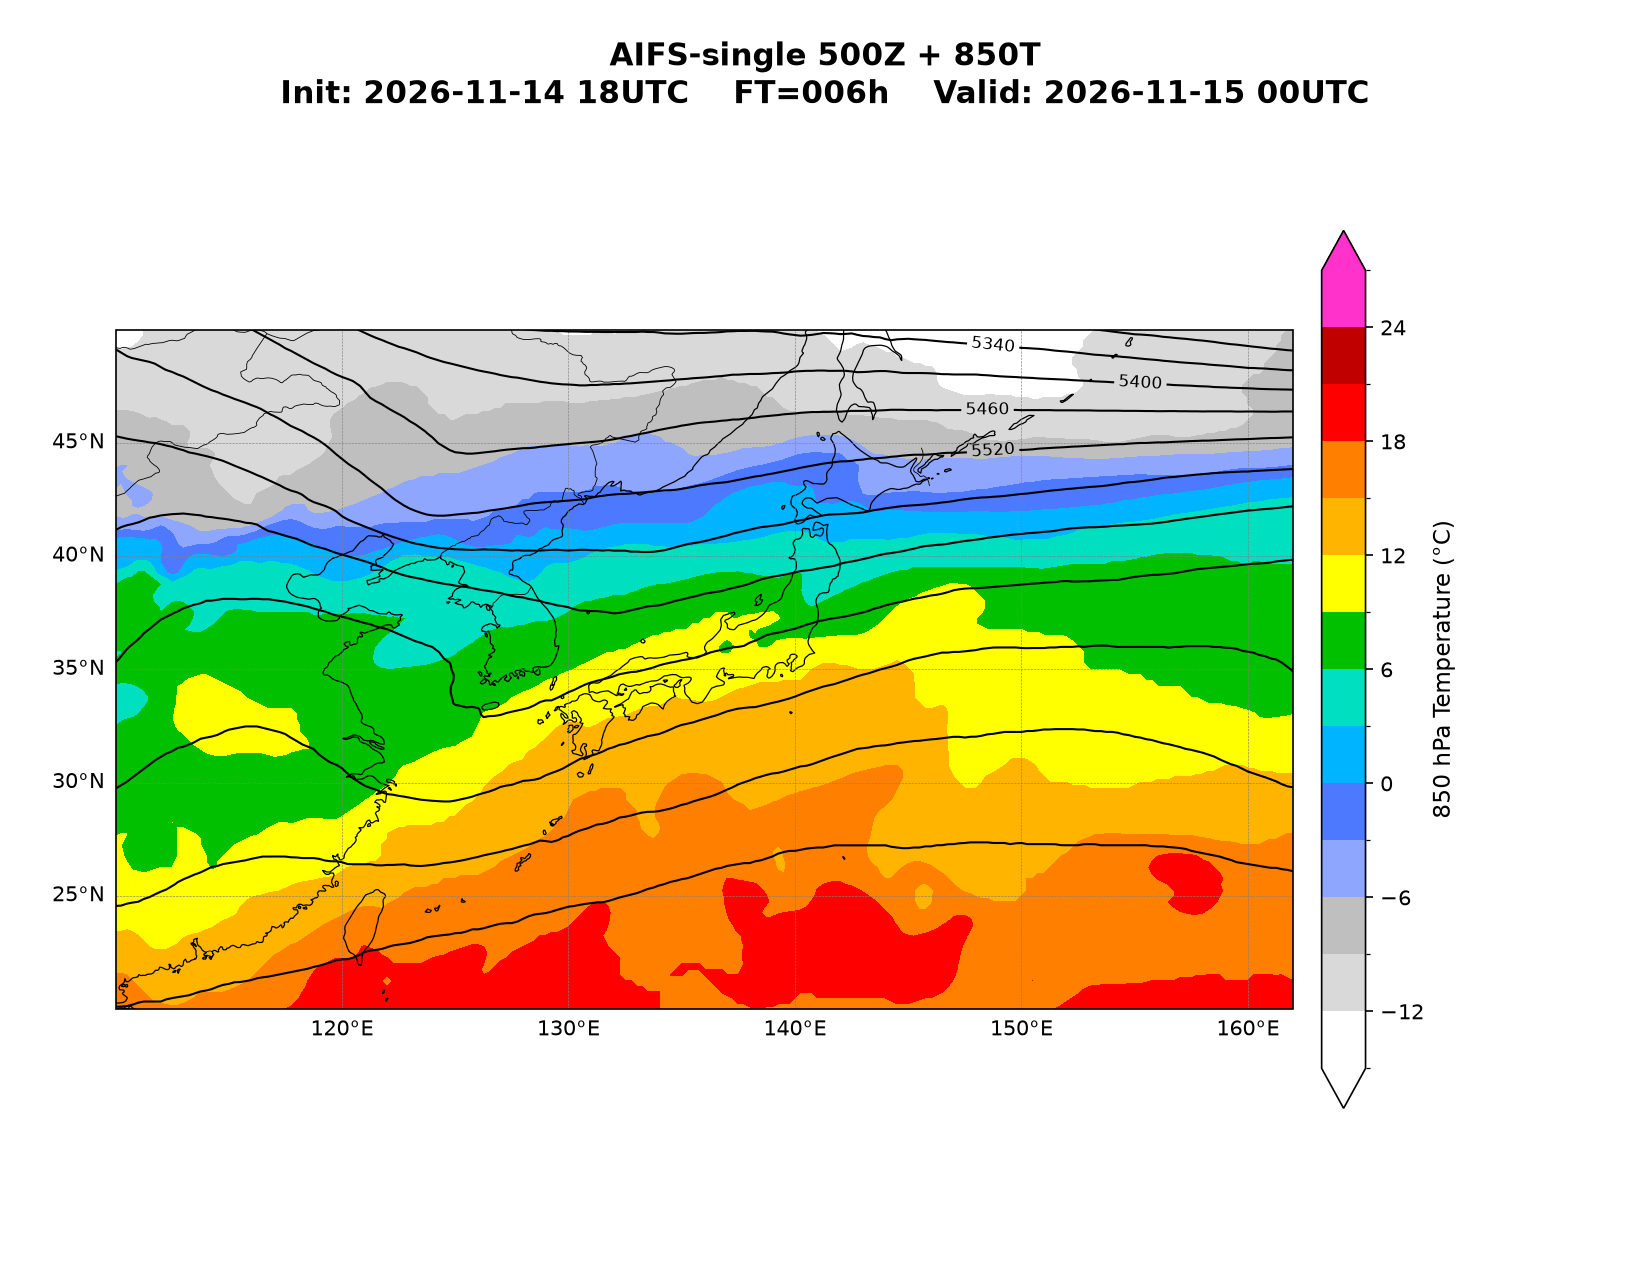 AIFS-single 500Z + 850T
Init: 2026-11-14 18UTC    FT=006h    Valid: 2026-11-15 00UTC
5340
5400
5460
5520
45°N
40°N
35°N
30°N
25°N
120°E
130°E
140°E
150°E
160°E
24
18
12
6
0
−6
−12
850 hPa Temperature (°C)